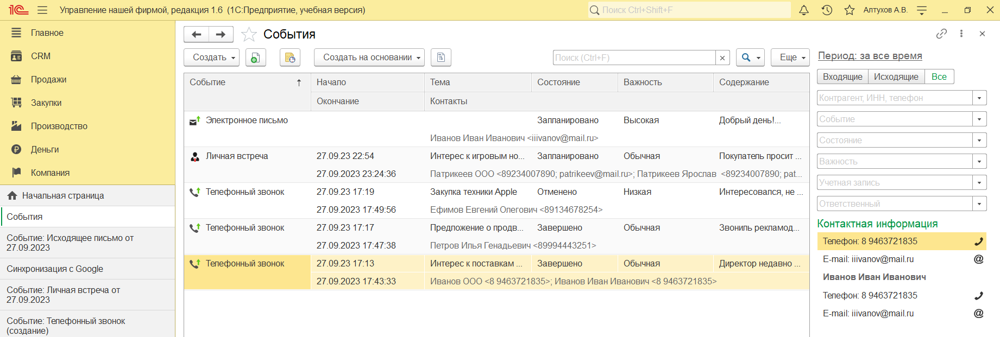 1С Управление нашей фирмой, редакция 1.6 (1С:Предприятие, учебная версия)
Поиск Ctrl+Shift+F
Алтухов А.В.
Главное
CRM
Продажи
Закупки
Производство
Деньги
Компания
Начальная страница
События
Событие: Исходящее письмо от
27.09.2023
Синхронизация с Google
Событие: Личная встреча от
27.09.2023
Событие: Телефонный звонок
(создание)
События
Создать
Создать на основании
Поиск (Ctrl+F)
Еще
Событие Начало Тема Состояние Важность Содержание
Окончание Контакты
Электронное письмо Запланировано Высокая Добрый день!...
Иванов Иван Иванович <iiivanov@mail.ru>
Личная встреча 27.09.23 22:54 Интерес к игровым но... Запланировано Обычная Покупатель просит ...
27.09.2023 23:24:36 Патрикеев ООО <89234007890; patrikeev@mail.ru>; Патрикеев Ярослав <89234007890; pat...
Телефонный звонок 27.09.2023 17:19 Закупка техники Apple Отменено Низкая Интересовался, не ...
27.09.2023 17:49:56 Ефимов Евгений Олегович <89134678254>
Телефонный звонок 27.09.2023 17:17 Предложение о продв... Завершено Обычная Звониль рекламод...
27.09.2023 17:47:38 Петров Илья Генадьевич <89994443251>
Телефонный звонок 27.09.2023 17:13 Интерес к поставкам ... Завершено Обычная Директор недавно ...
27.09.2023 17:43:33 Иванов ООО <8 9463721835>; Иванов Иван Иванович <8 9463721835>
Период: за все время
Входящие Исходящие Все
Контрагент, ИНН, телефон
Событие
Состояние
Важность
Учетная запись
Ответственный
Контактная информация
Телефон: 8 9463721835
E-mail: iiivanov@mail.ru
Иванов Иван Иванович
Телефон: 8 9463721835
E-mail: iiivanov@mail.ru